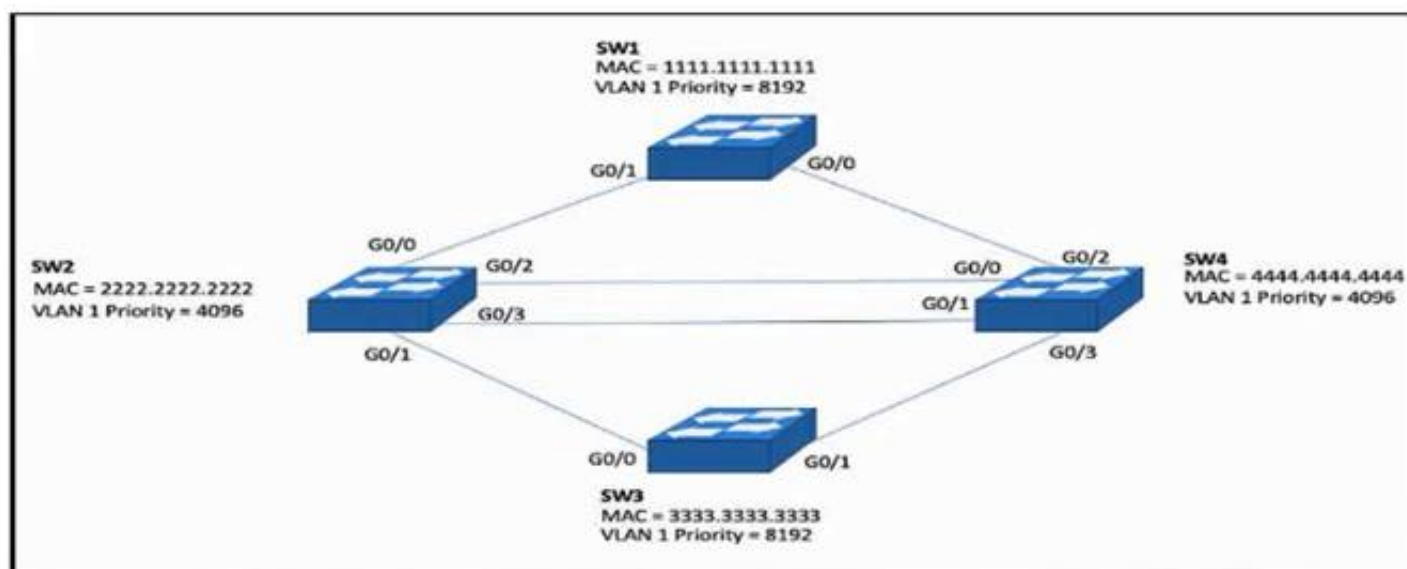 SW1
MAC = 1111.1111.1111
VLAN 1 Priority = 8192
G0/1
G0/0
G0/0
SW2
MAC = 2222.2222.2222
VLAN 1 Priority = 4096
G0/2
G0/3
G0/1
G0/0
G0/2
G0/1
G0/3
SW4
MAC = 4444.4444.4444
VLAN 1 Priority = 4096
G0/0
G0/1
SW3
MAC = 3333.3333.3333
VLAN 1 Priority = 8192